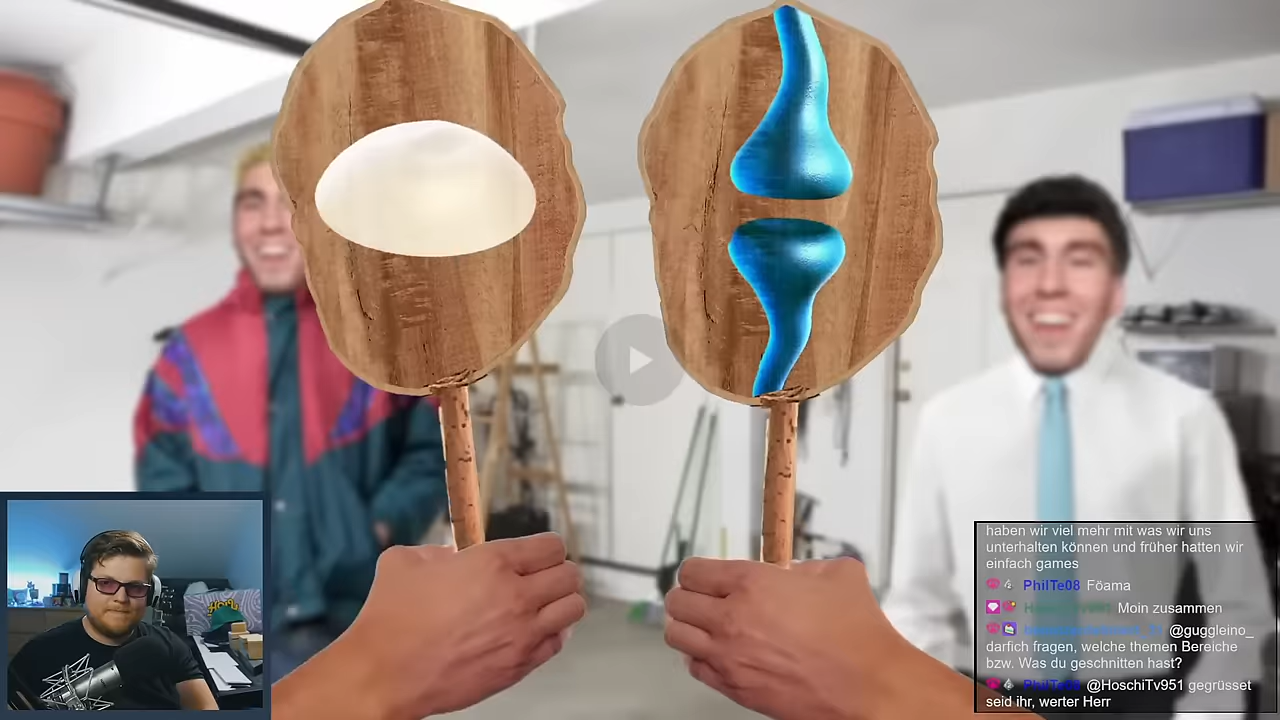 haben wir viel mehr mit was wir uns
unterhalten können und früher hatten wir
einfach games
PhilTe08 Föama
Moin zusammen
@guggleino_
darfich fragen, welche themen Bereiche
bzw. Was du geschnitten hast?
@HoschiTv951 gegrüsset
seid ihr, werter Herr